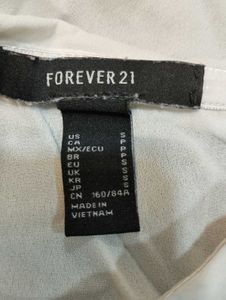 FOREVER 21
US S
CA P
MX/ECU P
BR P
EU S
UK S
KR S
JP S
CN 160/84A
MADE IN
VIETNAM